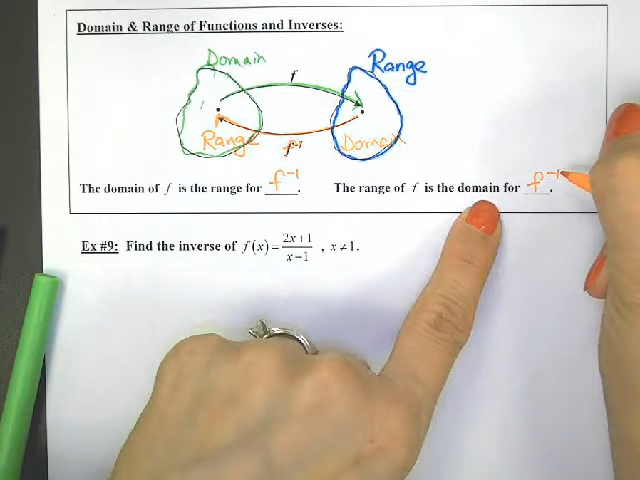 Domain & Range of Functions and Inverses:
Domain
Range
f
Range
Domain
f⁻¹
The domain of f is the range for f⁻¹.
The range of f is the domain for f⁻¹.
Ex #9: Find the inverse of f(x) = (2x+1)/(x−1) , x ≠ 1.